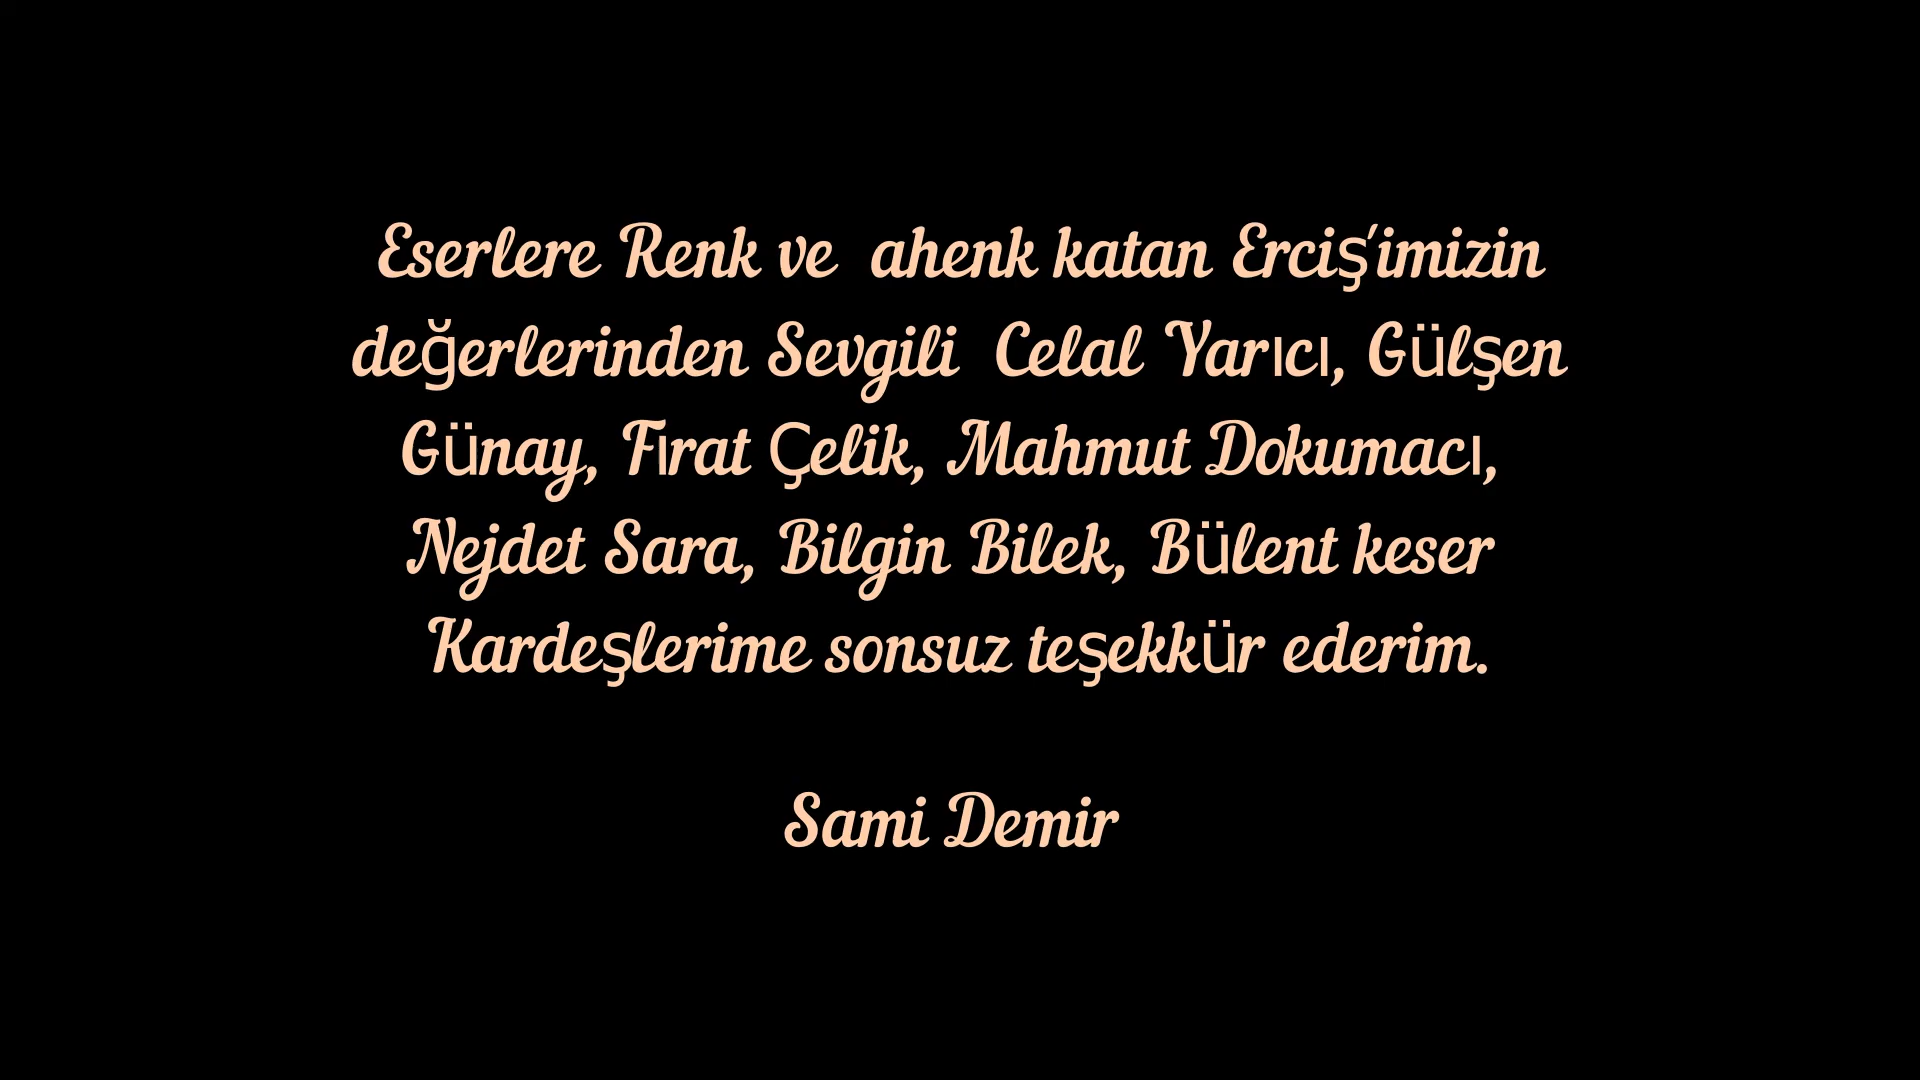 Eserlere Renk ve  ahenk katan Erciş'imizin
değerlerinden Sevgili  Celal Yarıcı, Gülşen
Günay, Fırat Çelik, Mahmut Dokumacı,
Nejdet Sara, Bilgin Bilek, Bülent keser
Kardeşlerime sonsuz teşekkür ederim.
Sami Demir